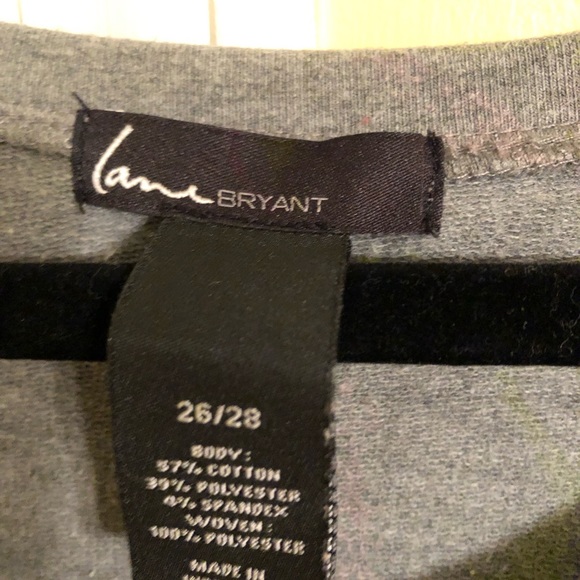 Lane BRYANT
26/28
BODY:
57% COTTON
39% POLYESTER
4% SPANDEX
WOVEN:
100% POLYESTER
MADE IN